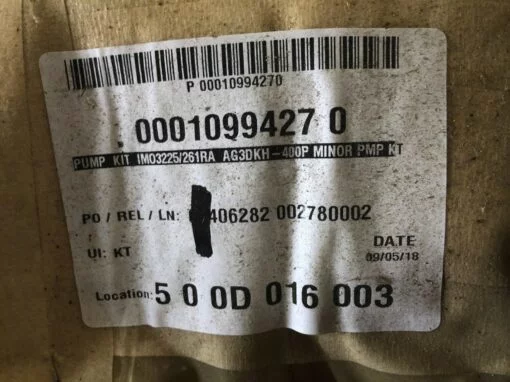 P 00010994270
0001099427 0
PUMP KIT IMO3225/261RA AG3DKH-400P MINOR PMP KT
PO / REL / LN: 406282 002780002
UI: KT
DATE
09/05/18
Location: 5 0 0D 016 003